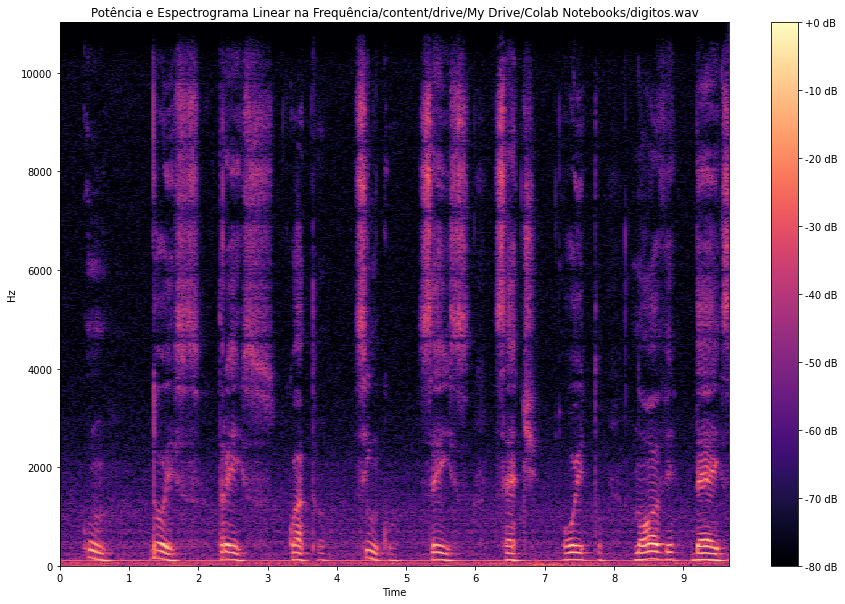 Potência e Espectrograma Linear na Frequência/content/drive/My Drive/Colab Notebooks/digitos.wav
Hz
10000
8000
6000
4000
2000
0
0 1 2 3 4 5 6 7 8 9
Time
+0 dB
-10 dB
-20 dB
-30 dB
-40 dB
-50 dB
-60 dB
-70 dB
-80 dB